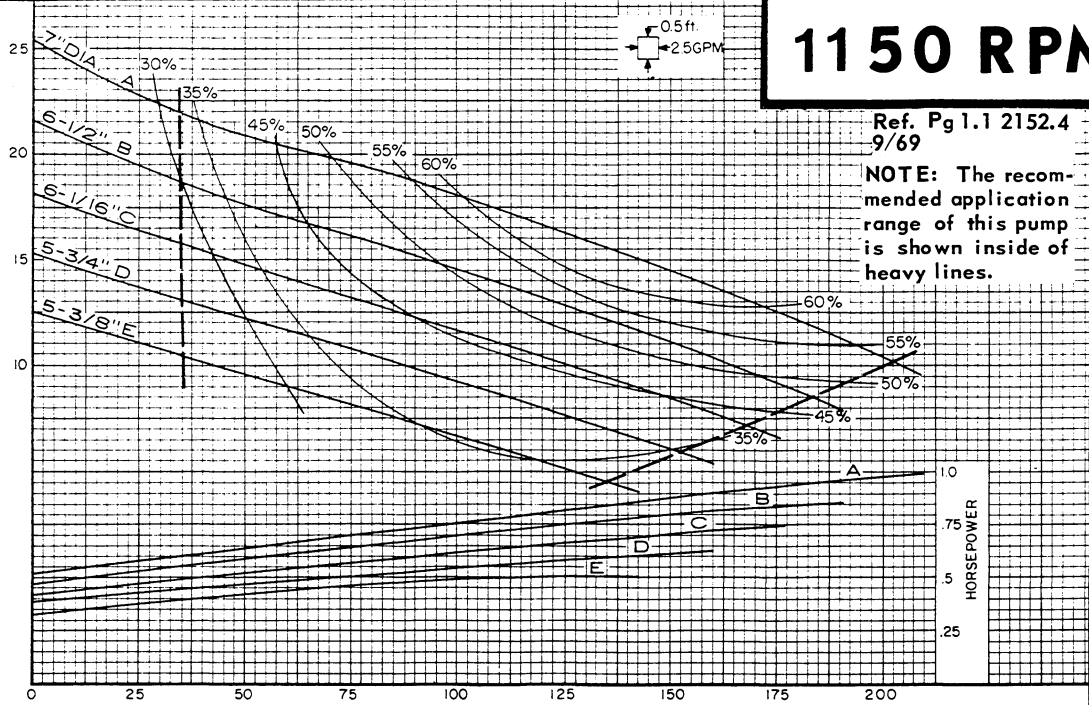 1150 RPM
0.5 ft.
2.5GPM
Ref. Pg 1.1 2152.4
9/69
NOTE: The recom-
mended application
range of this pump
is shown inside of
heavy lines.
25
20
15
10
7" DIA. A
6-1/2" B
6-1/16" C
5-3/4" D
5-3/8" E
30%
35%
45%
50%
55%
60%
60%
55%
50%
45%
35%
A
B
C
D
E
1.0
.75
.5
.25
HORSEPOWER
0
25
50
75
100
125
150
175
200